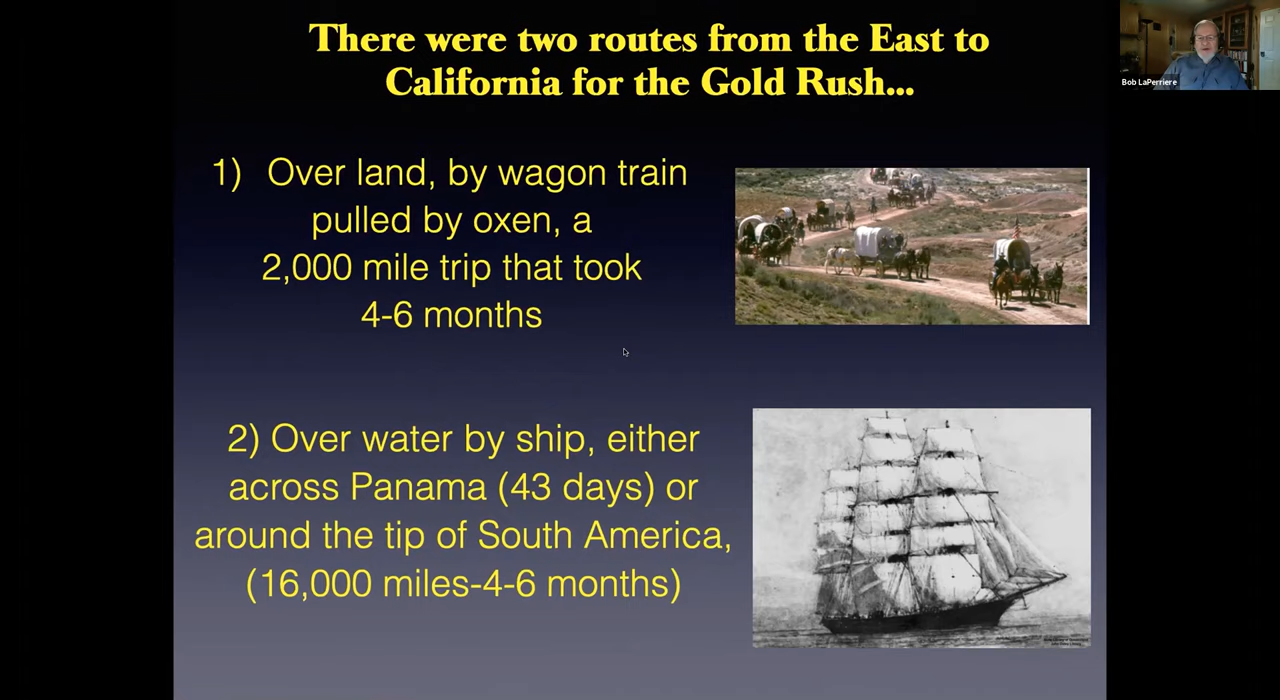 There were two routes from the East to
California for the Gold Rush...
Bob LaPerriere
1) Over land, by wagon train
pulled by oxen, a
2,000 mile trip that took
4-6 months
2) Over water by ship, either
across Panama (43 days) or
around the tip of South America,
(16,000 miles-4-6 months)